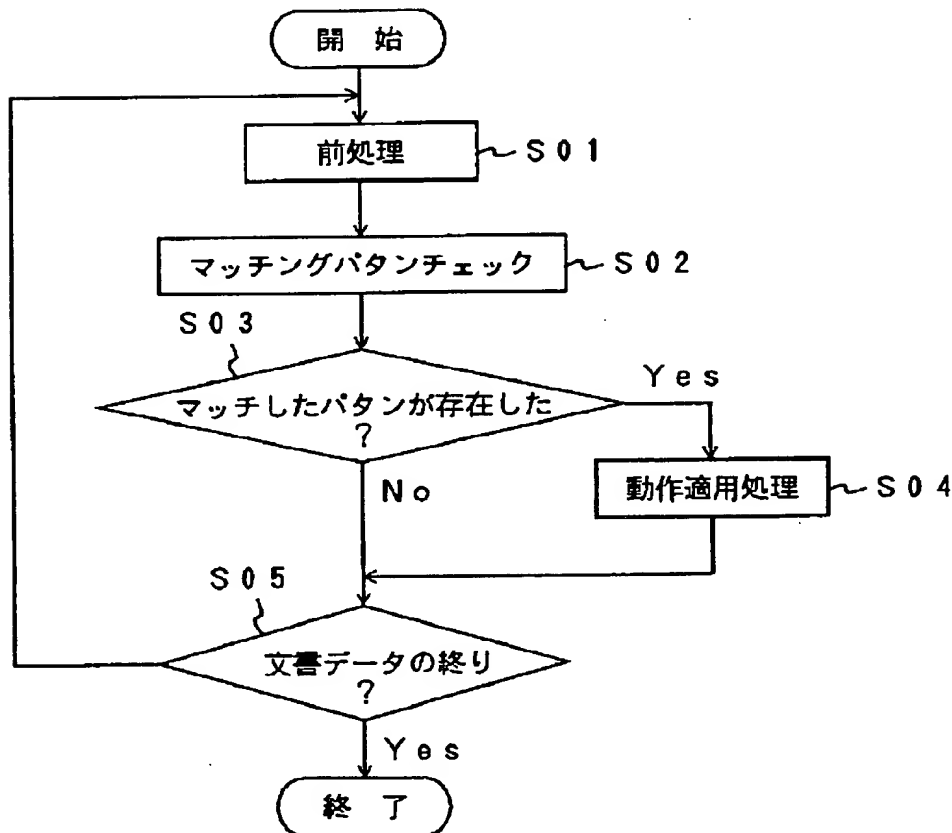 開 始
前処理
S01
マッチングパタンチェック
S02
S03
マッチしたパタンが存在した
?
Yes
No
動作適用処理
S04
S05
文書データの終り
?
Yes
終 了